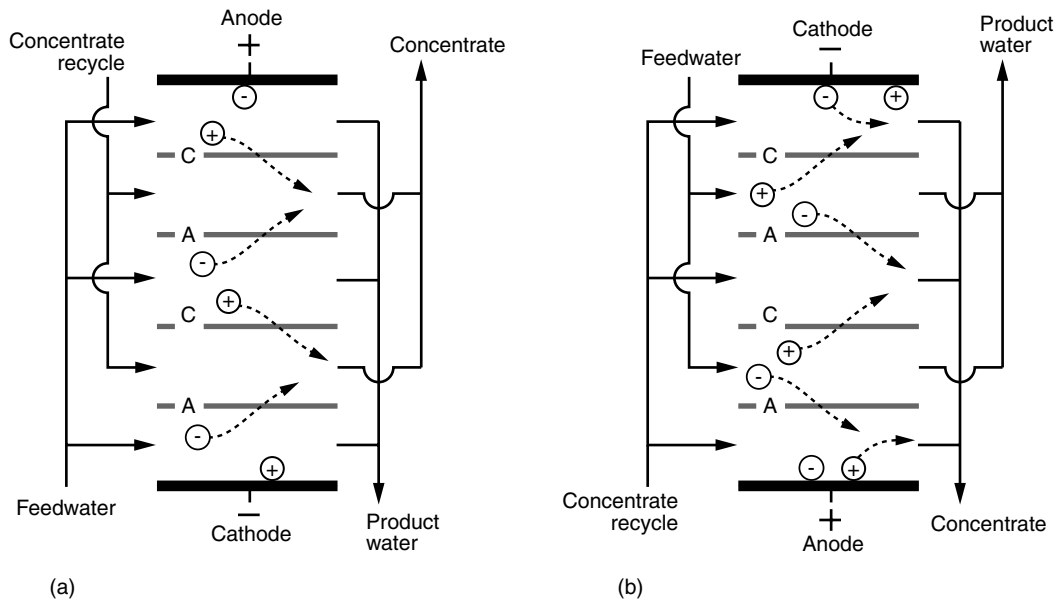 Anode
+
Concentrate
recycle
Concentrate
-
+
C
A
-
+
C
A
-
+
Feedwater
−
Cathode
Product
water
(a)
Product
water
Cathode
−
Feedwater
-
+
C
+
-
A
C
+
-
A
-
+
Concentrate
recycle
+
Anode
Concentrate
(b)